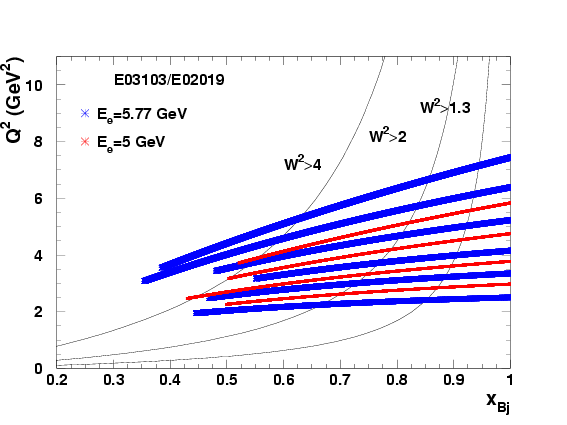 E03103/E02019
E_e=5.77 GeV
E_e=5 GeV
W²>4
W²>2
W²>1.3
Q² (GeV²)
10
8
6
4
2
0
0.2 0.3 0.4 0.5 0.6 0.7 0.8 0.9 1
x_Bj